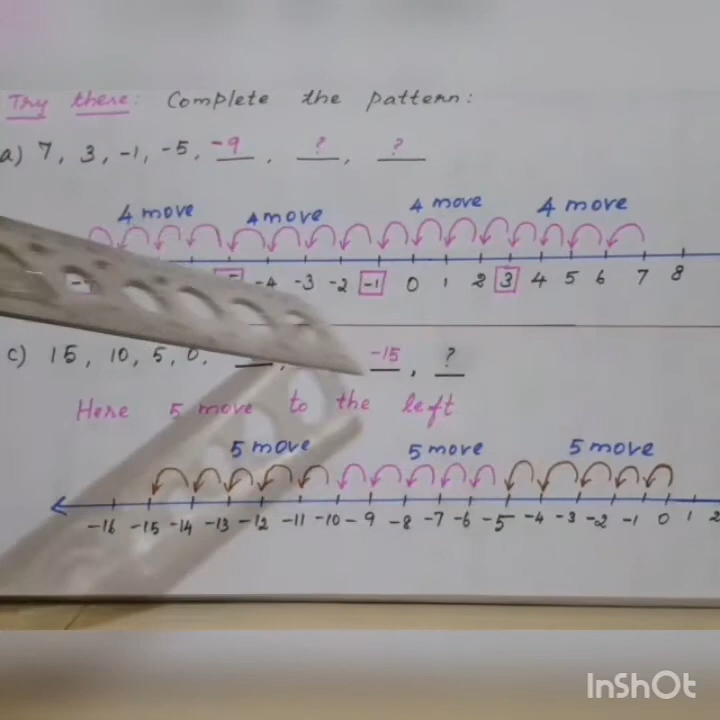 Try these: Complete the pattern:
a) 7, 3, -1, -5, -9, ?, ?
4 move 4 move 4 move 4 move
-4 -3 -2 -1 0 1 2 3 4 5 6 7 8
c) 15, 10, 5, 0, __, -15, ?
Here 5 move to the left
5 move 5 move 5 move
-16 -15 -14 -13 -12 -11 -10 -9 -8 -7 -6 -5 -4 -3 -2 -1 0 1 2
InShOt